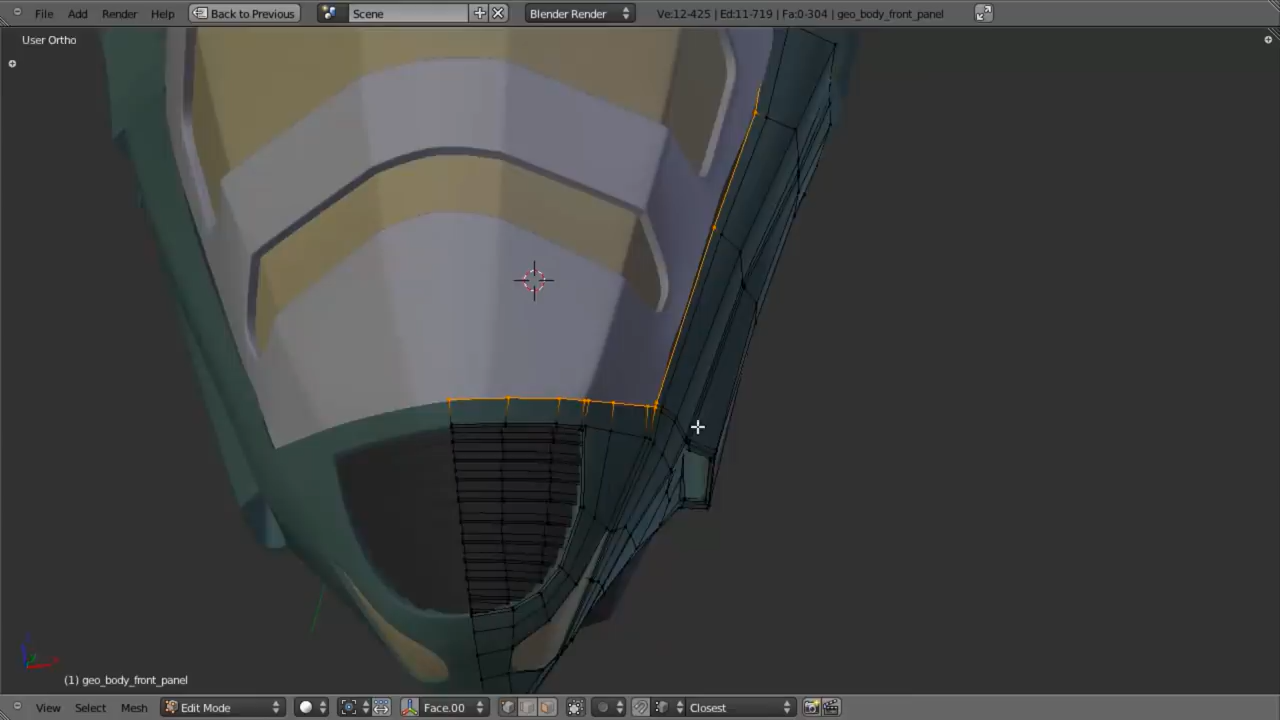 File Add Render Help Back to Previous Scene Blender Render Ve:12-425 | Ed:11-719 | Fa:0-304 | geo_body_front_panel
User Ortho
(1) geo_body_front_panel
View Select Mesh Edit Mode Face.00 Closest